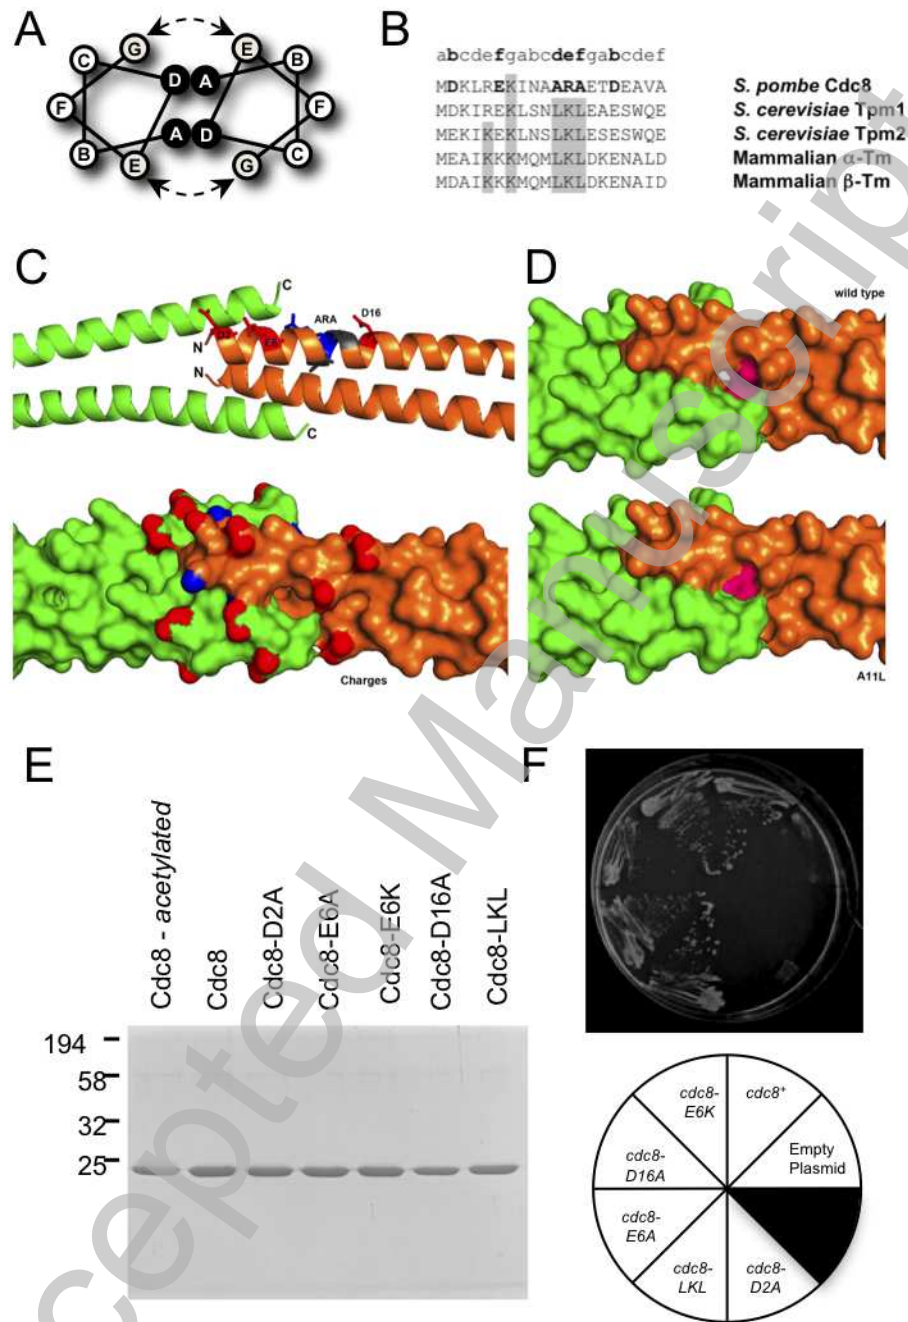 A
G E
C B
D A
F F
A D
B C
E G
B
abcdefgabcdefgabcdef
MDKLREKINAARAETDEAVA S. pombe Cdc8
MDKIREKLSNLKLEAESWQE S. cerevisiae Tpm1
MEKIKEKLNSLKLESESWQE S. cerevisiae Tpm2
MEAIKKKMQMLKLDKENALD Mammalian α-Tm
MDAIKKKMQMLKLDKENAID Mammalian β-Tm
C
C
ARA D16
N
N
C
Charges
D
wild type
A11L
E
Cdc8 - acetylated
Cdc8
Cdc8-D2A
Cdc8-E6A
Cdc8-E6K
Cdc8-D16A
Cdc8-LKL
194
58
32
25
F
cdc8-E6K
cdc8+
Empty Plasmid
cdc8-D16A
cdc8-E6A
cdc8-LKL
cdc8-D2A
cepted Manuscript